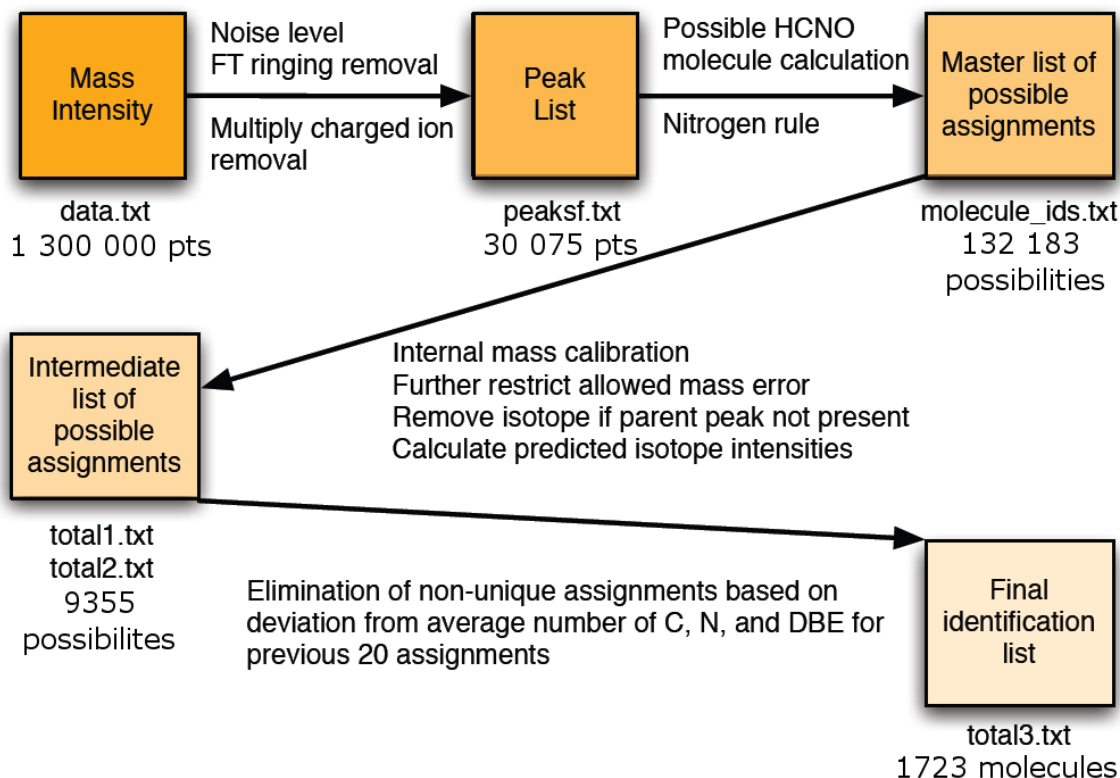 Mass
Intensity
data.txt
1 300 000 pts
Noise level
FT ringing removal
Multiply charged ion
removal
Peak
List
peaksf.txt
30 075 pts
Possible HCNO
molecule calculation
Nitrogen rule
Master list of
possible
assignments
molecule_ids.txt
132 183
possibilities
Internal mass calibration
Further restrict allowed mass error
Remove isotope if parent peak not present
Calculate predicted isotope intensities
Intermediate
list of
possible
assignments
total1.txt
total2.txt
9355
possibilites
Elimination of non-unique assignments based on
deviation from average number of C, N, and DBE for
previous 20 assignments
Final
identification
list
total3.txt
1723 molecules